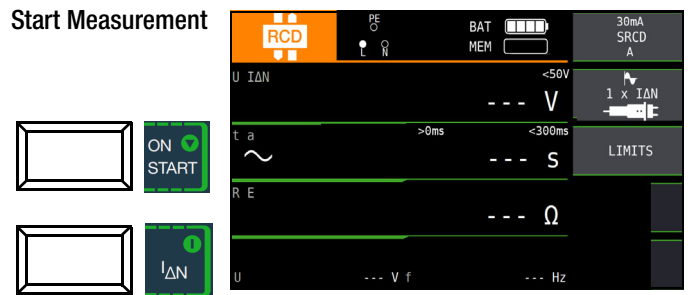 Start Measurement
RCD
PE
L N
BAT
MEM
30mA
SRCD
A
U IΔN
<50V
--- V
1 x IΔN
ON
START
t a
>0ms
<300ms
--- s
LIMITS
R E
--- Ω
IΔN
U --- V f --- Hz